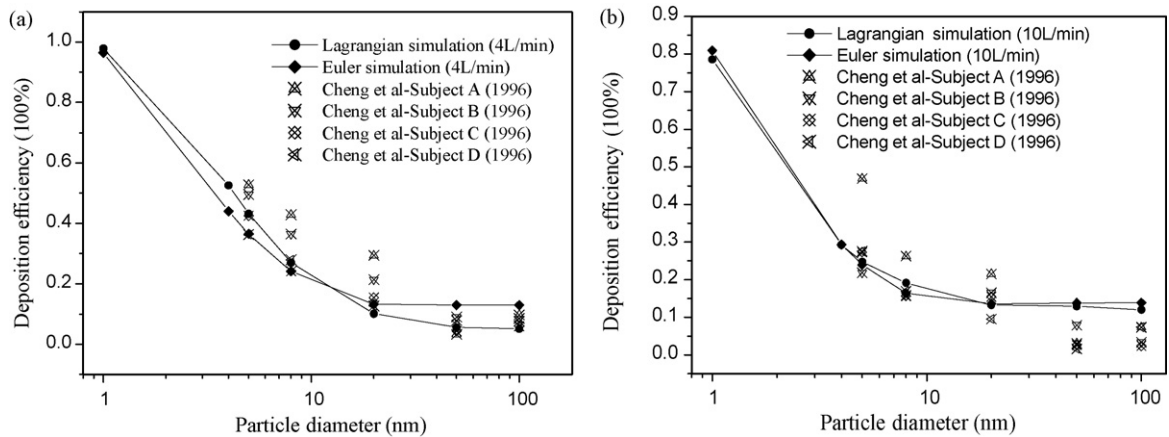 (a)
Lagrangian simulation (4L/min)
Euler simulation (4L/min)
Cheng et al-Subject A (1996)
Cheng et al-Subject B (1996)
Cheng et al-Subject C (1996)
Cheng et al-Subject D (1996)
Deposition efficiency (100%)
1.0
0.8
0.6
0.4
0.2
0.0
1
10
100
Particle diameter (nm)
(b)
Lagrangian simulation (10L/min)
Euler simulation (10L/min)
Cheng et al-Subject A (1996)
Cheng et al-Subject B (1996)
Cheng et al-Subject C (1996)
Cheng et al-Subject D (1996)
Deposition efficiency (100%)
0.9
0.8
0.7
0.6
0.5
0.4
0.3
0.2
0.1
0.0
1
10
100
Particle diameter (nm)